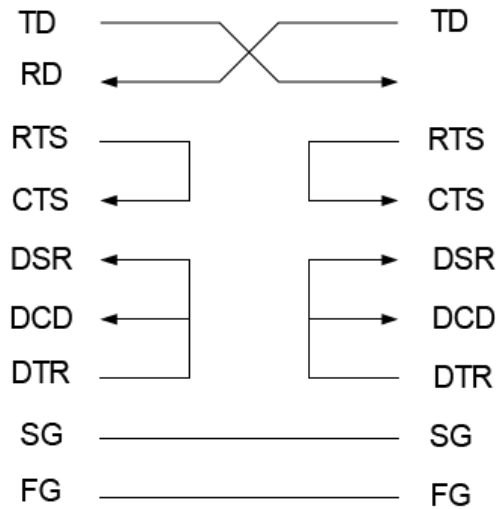 TD TD
RD
RTS RTS
CTS CTS
DSR DSR
DCD DCD
DTR DTR
SG SG
FG FG